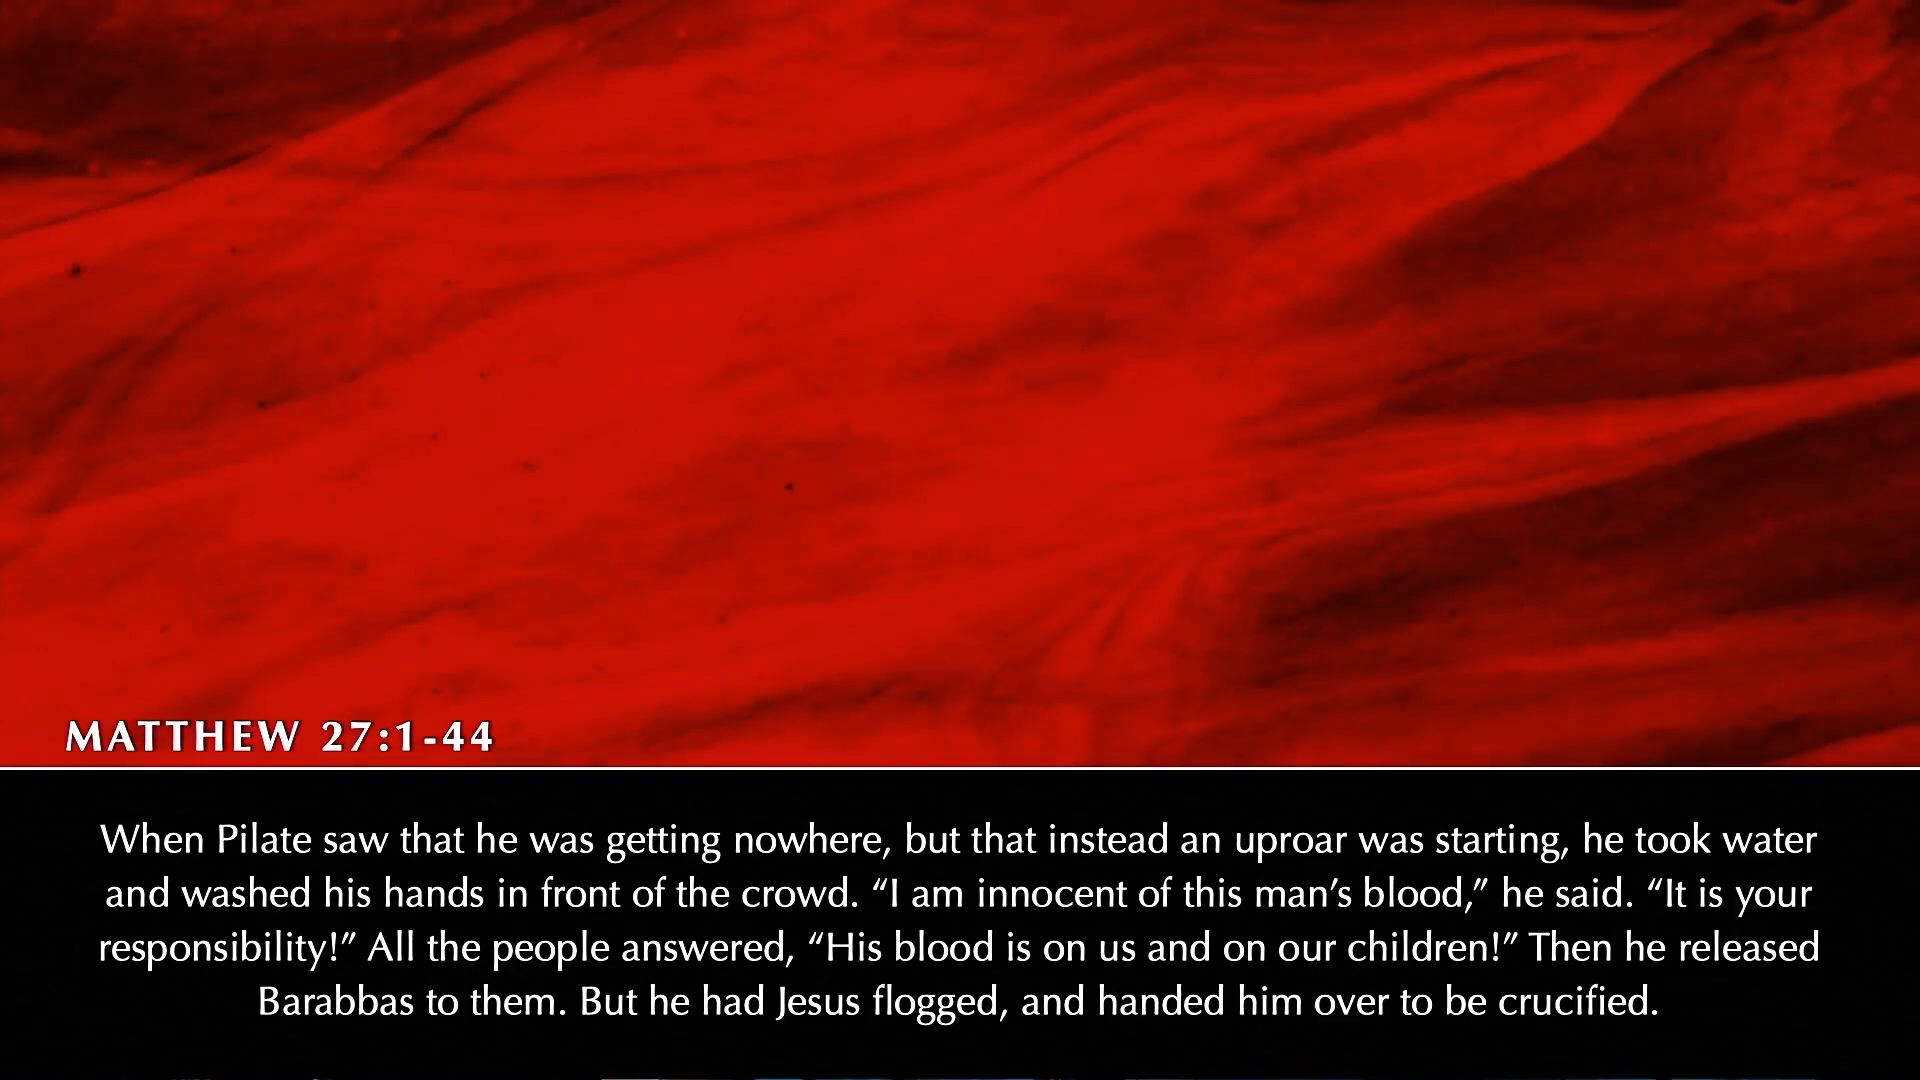 MATTHEW 27:1-44
When Pilate saw that he was getting nowhere, but that instead an uproar was starting, he took water
and washed his hands in front of the crowd. “I am innocent of this man’s blood,” he said. “It is your
responsibility!” All the people answered, “His blood is on us and on our children!” Then he released
Barabbas to them. But he had Jesus flogged, and handed him over to be crucified.